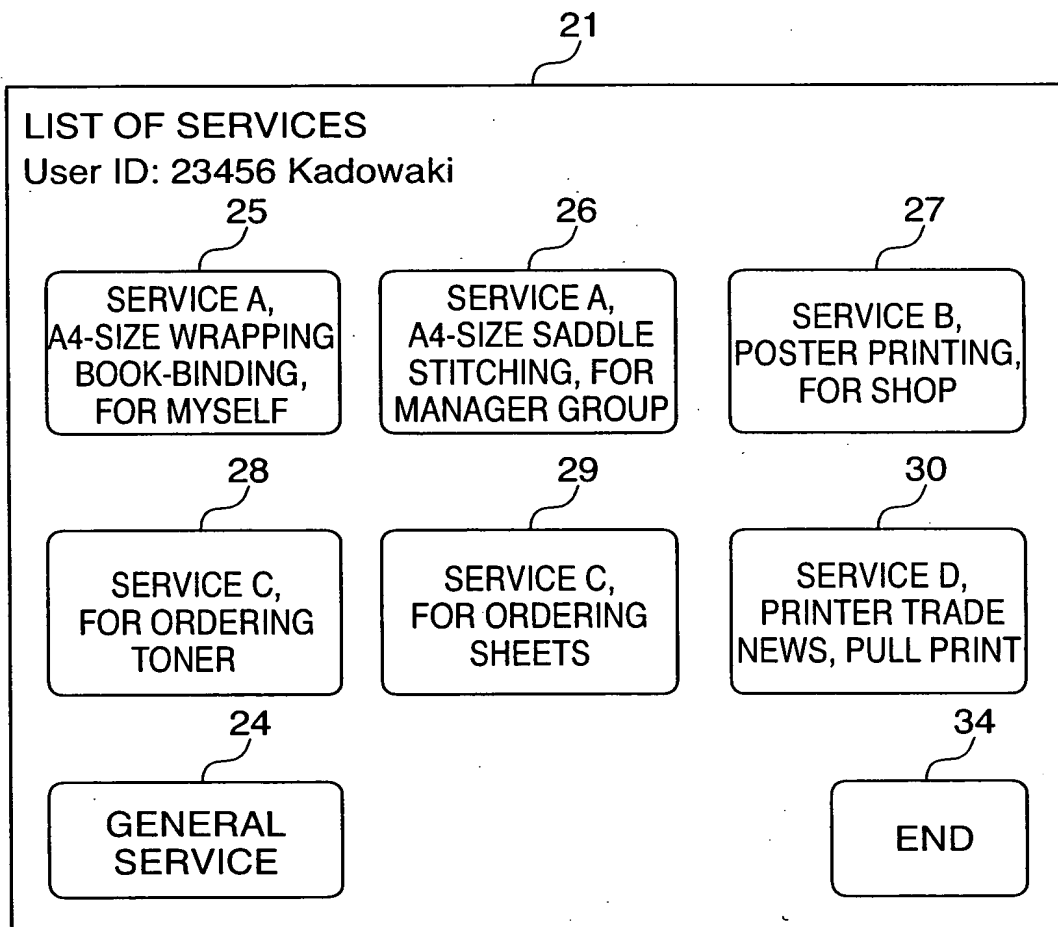 21
LIST OF SERVICES
User ID: 23456 Kadowaki
25
SERVICE A,
A4-SIZE WRAPPING
BOOK-BINDING,
FOR MYSELF
26
SERVICE A,
A4-SIZE SADDLE
STITCHING, FOR
MANAGER GROUP
27
SERVICE B,
POSTER PRINTING,
FOR SHOP
28
SERVICE C,
FOR ORDERING
TONER
29
SERVICE C,
FOR ORDERING
SHEETS
30
SERVICE D,
PRINTER TRADE
NEWS, PULL PRINT
24
GENERAL
SERVICE
34
END